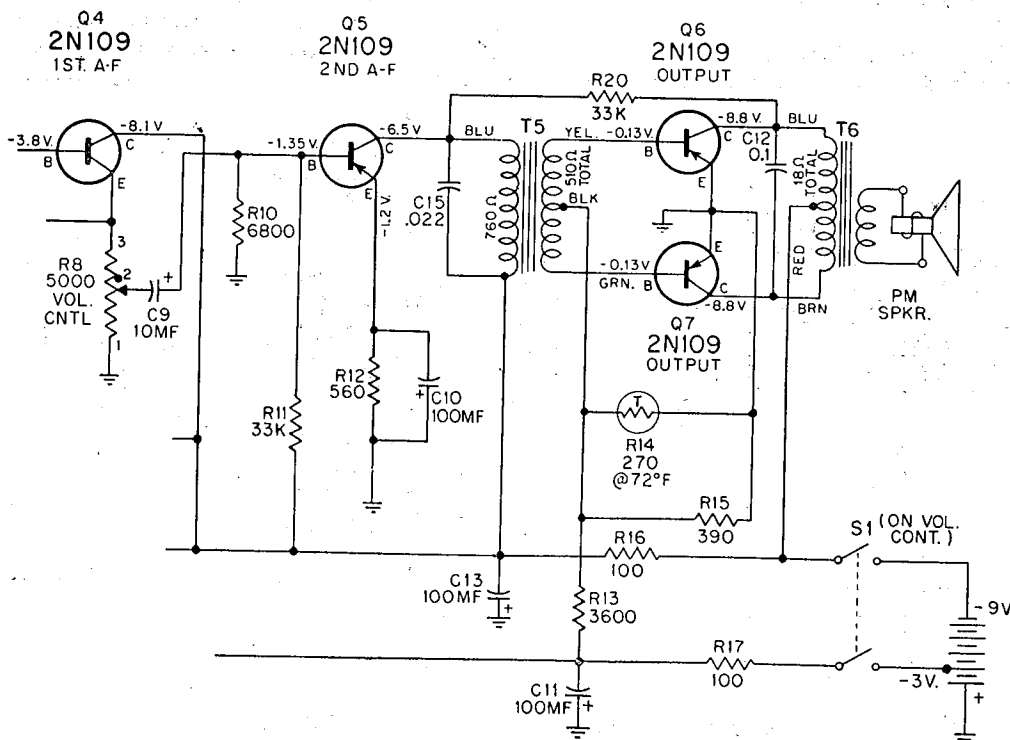 Q4
2N109
1ST. A-F
-3.8V.
B
-8.1 V.
C
E
3
R8
5000
VOL.
CNTL
2
1
+
C9
10MF
R10
6800
R11
33K
Q5
2N109
2ND A-F
-1.35V.
B
-6.5V.
C
E
-1.2 V.
R12
560
+
C10
100MF
BLU
C15
.022
T5
760Ω
510Ω
TOTAL
YEL.
BLK
GRN.
R20
33K
Q6
2N109
OUTPUT
-0.13V.
B
-8.8 V.
C
E
-0.13V.
B
E
C
-8.8V
Q7
2N109
OUTPUT
C12
0.1
BLU
T6
18Ω
TOTAL
RED
BRN
PM
SPKR.
T
R14
270
@72°F
R15
390
R16
100
S1 (ON VOL.
CONT.)
C13
100MF
+
R13
3600
R17
100
C11
100MF
+
-9V
-3V.
+